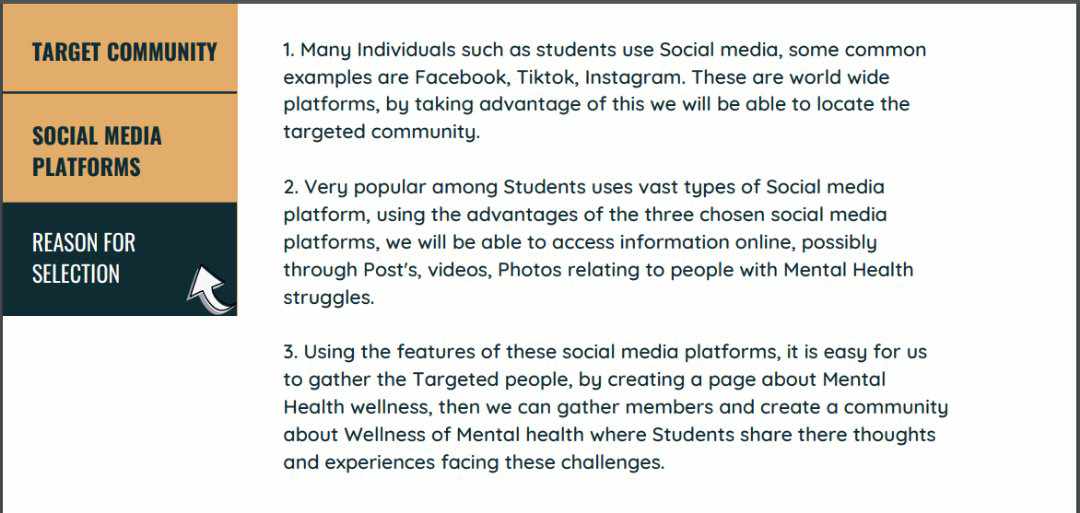 TARGET COMMUNITY
SOCIAL MEDIA
PLATFORMS
REASON FOR
SELECTION
1. Many Individuals such as students use Social media, some common
examples are Facebook, Tiktok, Instagram. These are world wide
platforms, by taking advantage of this we will be able to locate the
targeted community.
2. Very popular among Students uses vast types of Social media
platform, using the advantages of the three chosen social media
platforms, we will be able to access information online, possibly
through Post's, videos, Photos relating to people with Mental Health
struggles.
3. Using the features of these social media platforms, it is easy for us
to gather the Targeted people, by creating a page about Mental
Health wellness, then we can gather members and create a community
about Wellness of Mental health where Students share there thoughts
and experiences facing these challenges.